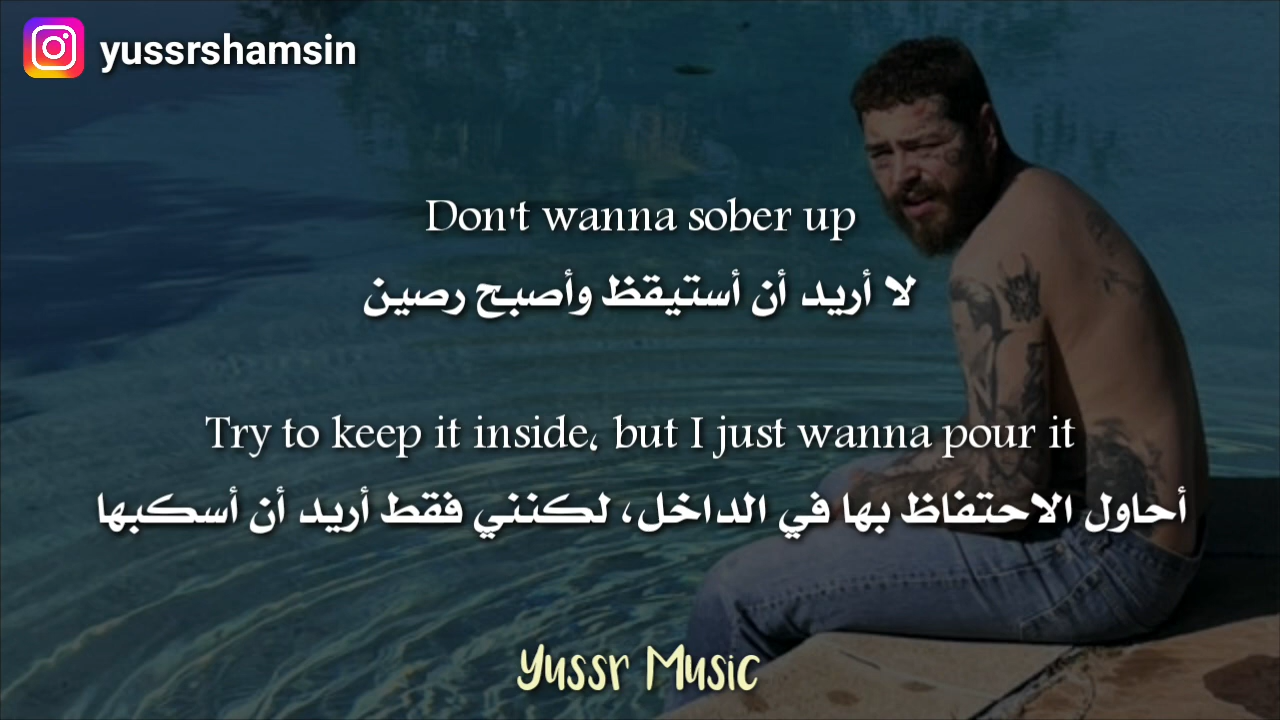 yussrshamsin
Don't wanna sober up
لا أريد أن أستيقظ وأصبح رصين
Try to keep it inside، but I just wanna pour it
أحاول الاحتفاظ بها في الداخل، لكنني فقط أريد أن أسكبها
Yussr Music